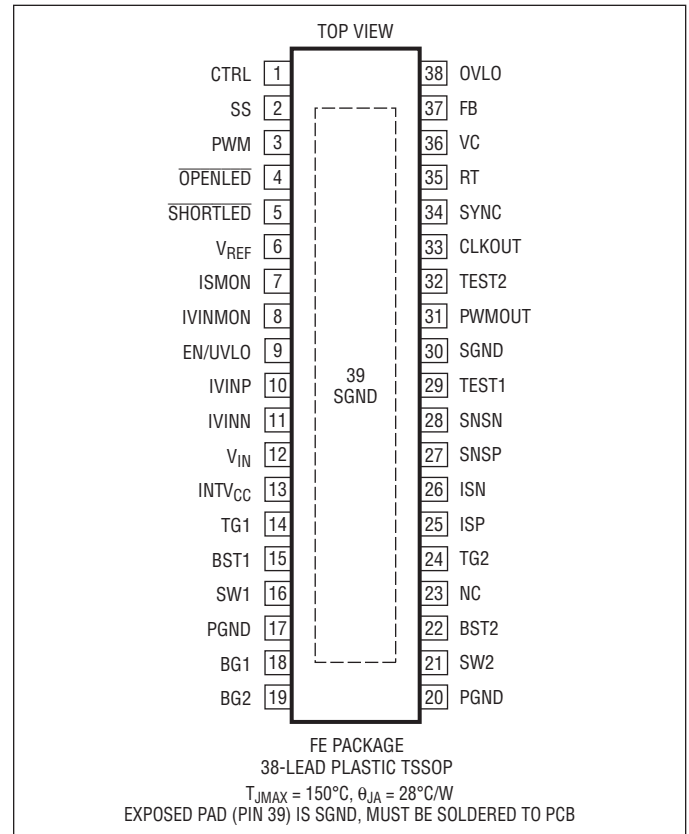 TOP VIEW
CTRL 1
SS 2
PWM 3
OPENLED 4
SHORTLED 5
VREF 6
ISMON 7
IVINMON 8
EN/UVLO 9
IVINP 10
IVINN 11
VIN 12
INTVCC 13
TG1 14
BST1 15
SW1 16
PGND 17
BG1 18
BG2 19
39
SGND
38 OVLO
37 FB
36 VC
35 RT
34 SYNC
33 CLKOUT
32 TEST2
31 PWMOUT
30 SGND
29 TEST1
28 SNSN
27 SNSP
26 ISN
25 ISP
24 TG2
23 NC
22 BST2
21 SW2
20 PGND
FE PACKAGE
38-LEAD PLASTIC TSSOP
TJMAX = 150°C, θJA = 28°C/W
EXPOSED PAD (PIN 39) IS SGND, MUST BE SOLDERED TO PCB